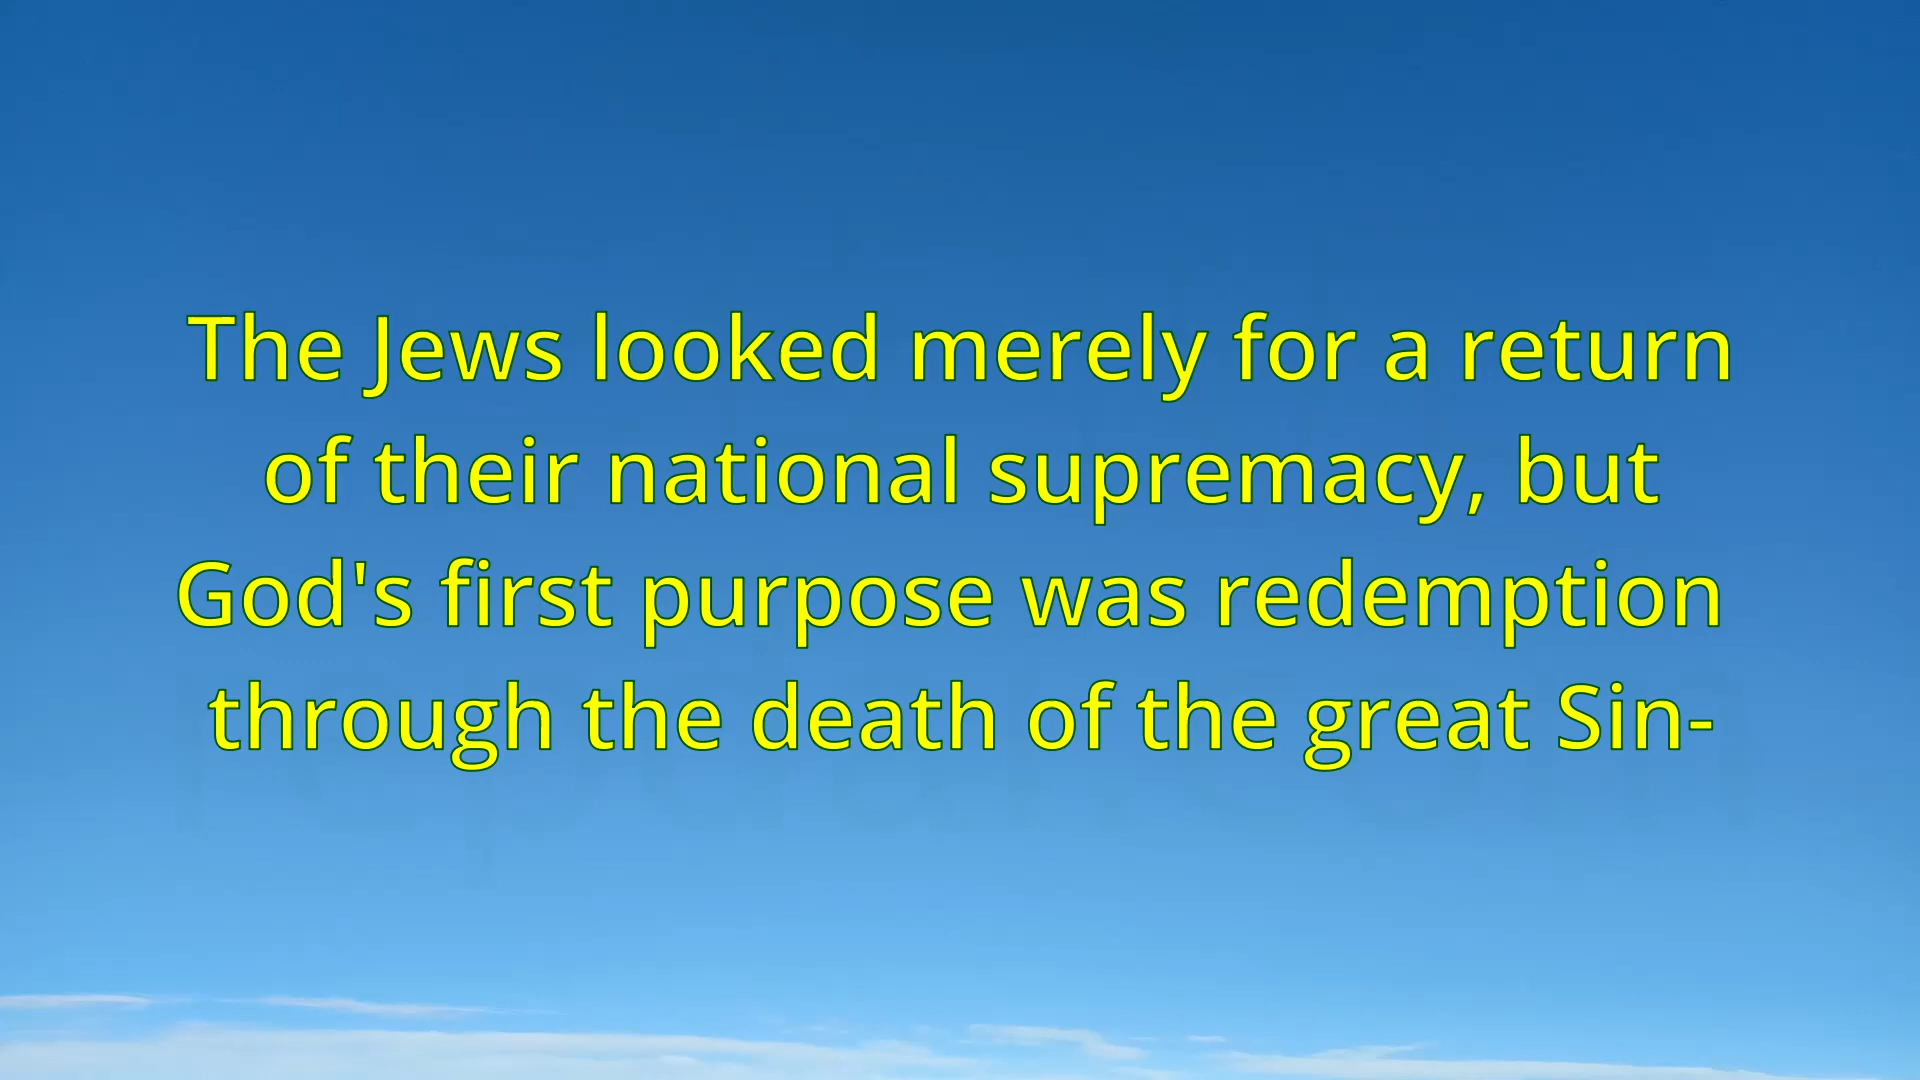 The Jews looked merely for a return
of their national supremacy, but
God's first purpose was redemption
through the death of the great Sin-